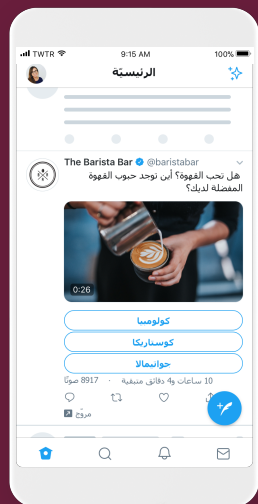 TWTR 9:15 AM 100%
الرئيسيّة
The Barista Bar @baristabar
هل تحب القهوة؟ أين توجد حبوب القهوة
المفضلة لديك؟
0:26
كولومبيا
كوستاريكا
جواتيمالا
10 ساعات و4 دقائق متبقية · 8917 صوتًا
مروّج